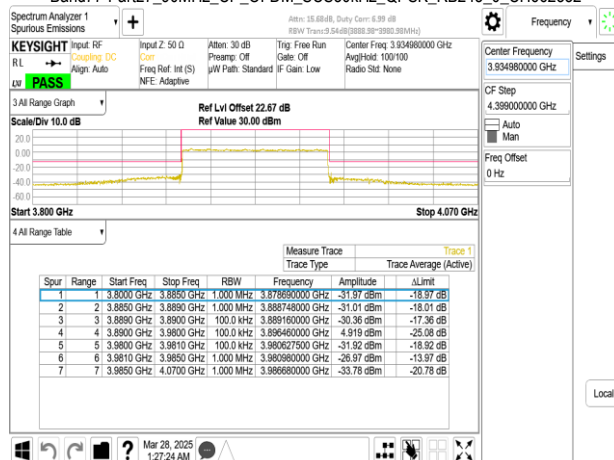 Spectrum Analyzer 1
Spurious Emissions
Attn: 15.68dB, Duty Corr: 6.99 dB
Frequency
KEYSIGHT
RL
PASS
Input: RF
Coupling: DC
Align: Auto
Input Z: 50 Ω
Corr
Freq Ref: Int (S)
NFE: Adaptive
Atten: 30 dB
Preamp: Off
µW Path: Standard
Trig: Free Run
Gate: Off
IF Gain: Low
Center Freq: 3.934980000 GHz
Avg|Hold: 100/100
Radio Std: None
Center Frequency
3.934980000 GHz
Settings
CF Step
4.399000000 GHz
Auto
Man
Freq Offset
0 Hz
3 All Range Graph
Scale/Div 10.0 dB
Ref Lvl Offset 22.67 dB
Ref Value 30.00 dBm
20.0
0.00
-20.0
-40.0
-60.0
Start 3.800 GHz
Stop 4.070 GHz
4 All Range Table
Measure Trace Trace 1
Trace Type Trace Average (Active)
Spur Range Start Freq Stop Freq RBW Frequency Amplitude ΔLimit
1 1 3.8000 GHz 3.8850 GHz 1.000 MHz 3.878690000 GHz -31.97 dBm -18.97 dB
2 2 3.8850 GHz 3.8890 GHz 1.000 MHz 3.888748000 GHz -31.01 dBm -18.01 dB
3 3 3.8890 GHz 3.8900 GHz 100.0 kHz 3.889160000 GHz -30.36 dBm -17.36 dB
4 4 3.8900 GHz 3.9800 GHz 100.0 kHz 3.896460000 GHz 4.919 dBm -25.08 dB
5 5 3.9800 GHz 3.9810 GHz 100.0 kHz 3.980627500 GHz -31.92 dBm -18.92 dB
6 6 3.9810 GHz 3.9850 GHz 1.000 MHz 3.980980000 GHz -26.97 dBm -13.97 dB
7 7 3.9850 GHz 4.0700 GHz 1.000 MHz 3.986680000 GHz -33.78 dBm -20.78 dB
Local
Mar 28, 2025
1:27:24 AM